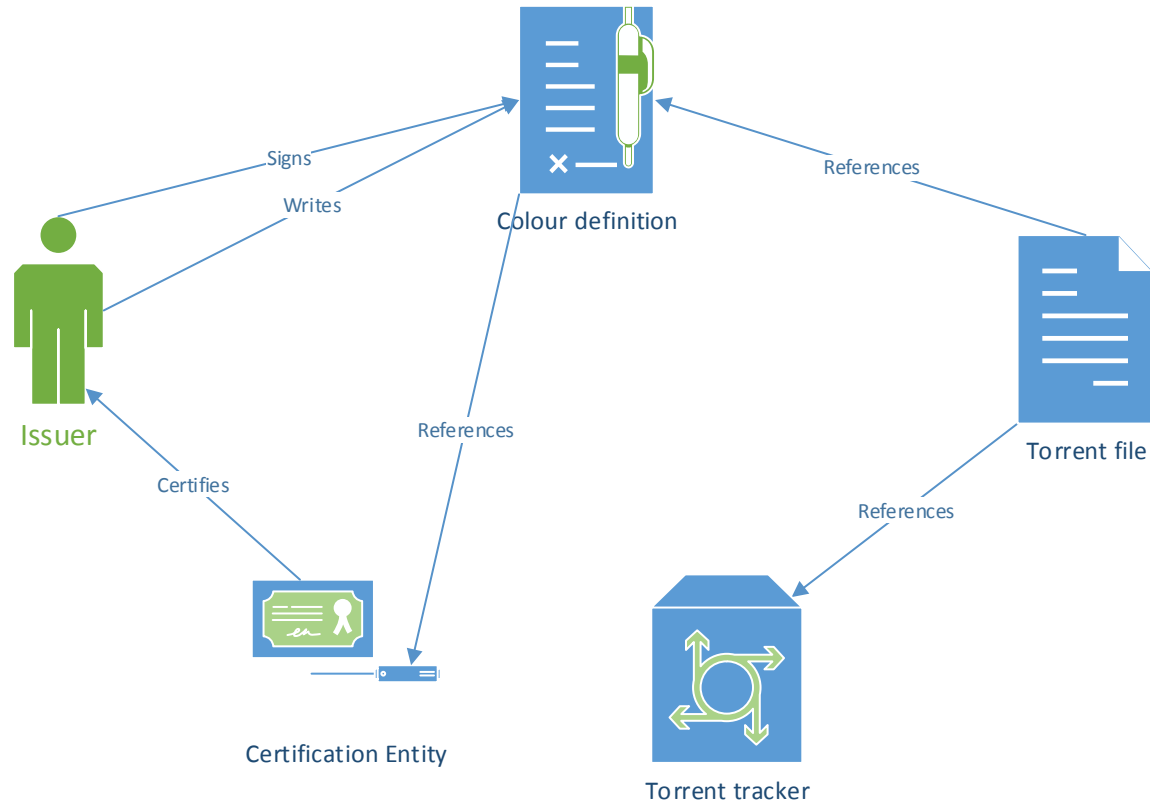 Signs
Writes
References
Colour definition
Issuer
References
Torrent file
Certifies
References
Certification Entity
Torrent tracker